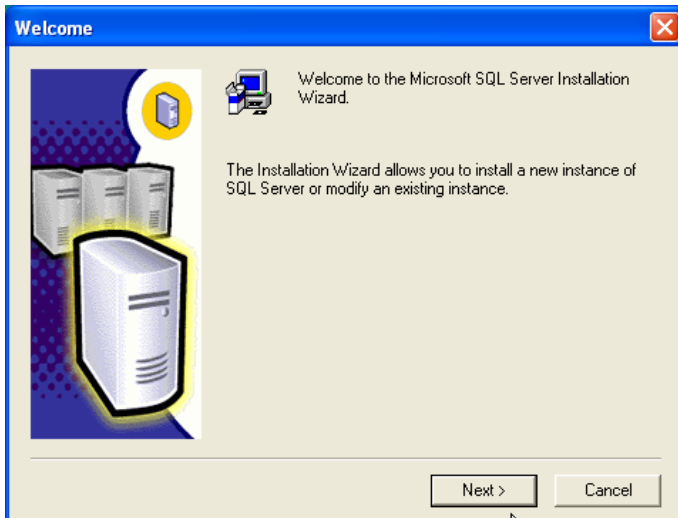 Welcome
Welcome to the Microsoft SQL Server Installation
Wizard.
The Installation Wizard allows you to install a new instance of
SQL Server or modify an existing instance.
Next >
Cancel